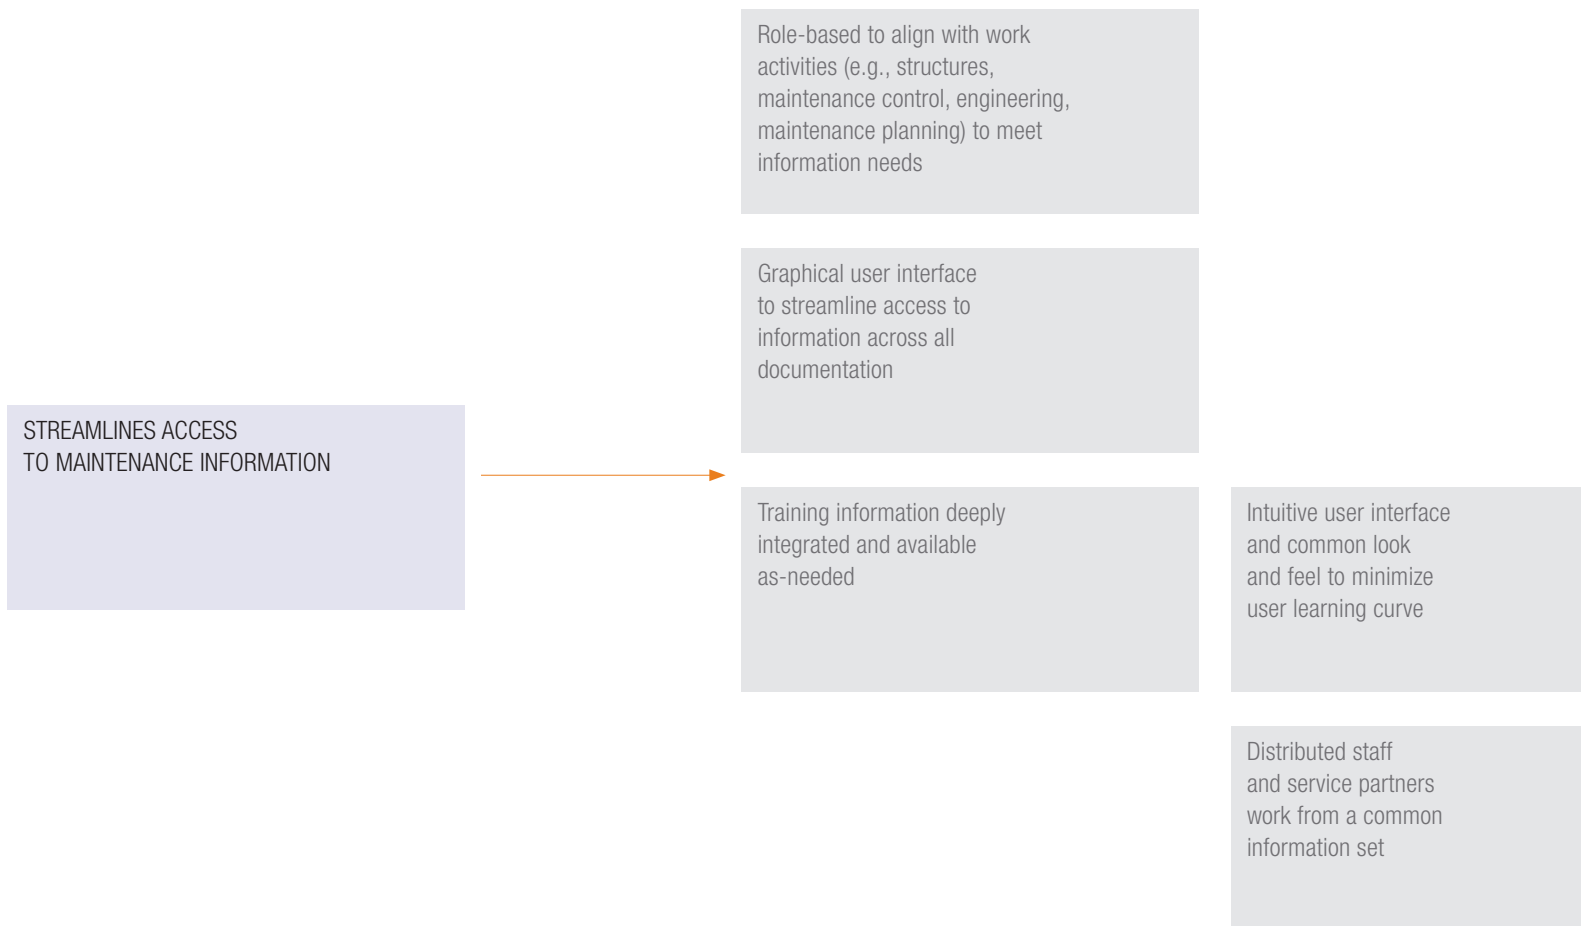 Role-based to align with work
activities (e.g., structures,
maintenance control, engineering,
maintenance planning) to meet
information needs
Graphical user interface
to streamline access to
information across all
documentation
STREAMLINES ACCESS
TO MAINTENANCE INFORMATION
Training information deeply
integrated and available
as-needed
Intuitive user interface
and common look
and feel to minimize
user learning curve
Distributed staff
and service partners
work from a common
information set